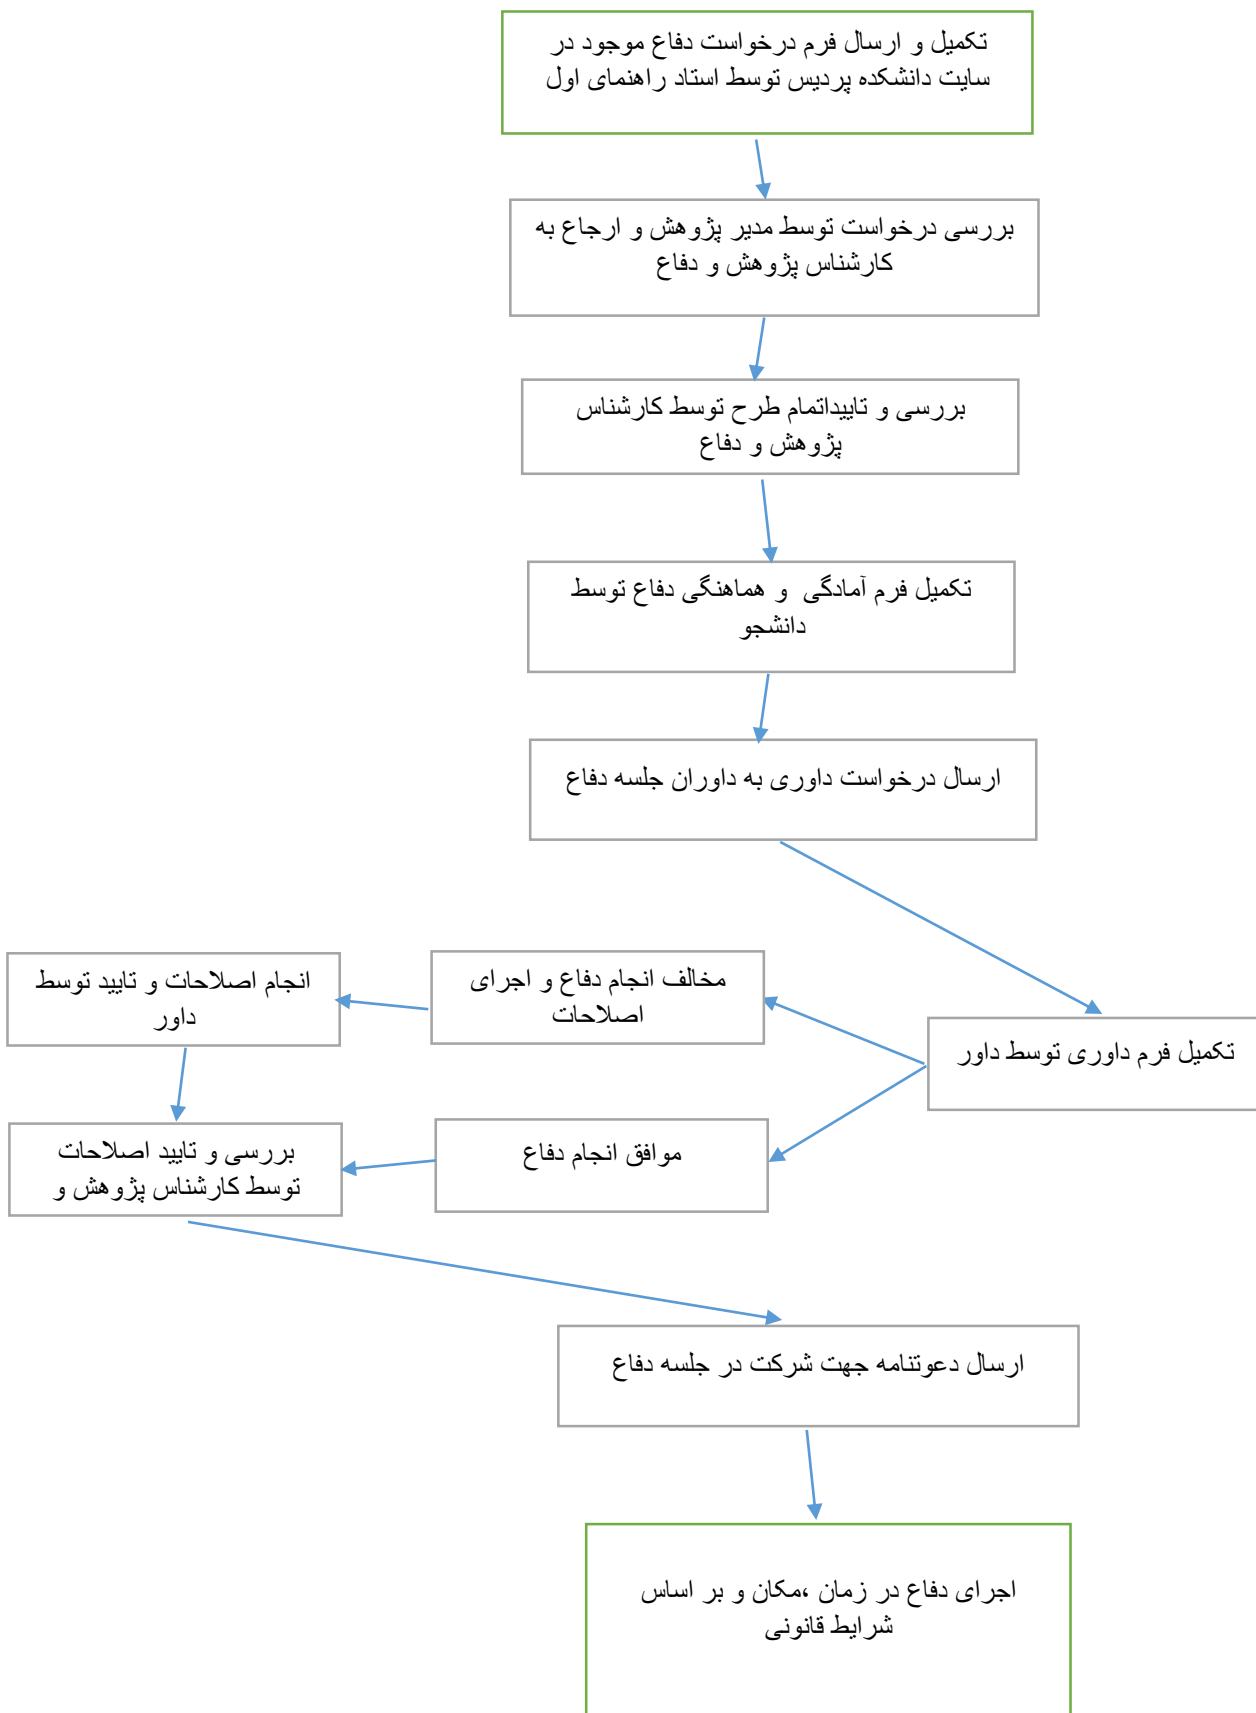 تکمیل و ارسال فرم درخواست دفاع موجود در
سایت دانشکده پردیس توسط استاد راهنمای اول
بررسی درخواست توسط مدیر پژوهش و ارجاع به
کارشناس پژوهش و دفاع
بررسی و تاییداتمام طرح توسط کارشناس
پژوهش و دفاع
تکمیل فرم آمادگی و هماهنگی دفاع توسط
دانشجو
ارسال درخواست داوری به داوران جلسه دفاع
تکمیل فرم داوری توسط داور
مخالف انجام دفاع و اجرای
اصلاحات
انجام اصلاحات و تایید توسط
داور
موافق انجام دفاع
بررسی و تایید اصلاحات
توسط کارشناس پژوهش و
ارسال دعوتنامه جهت شرکت در جلسه دفاع
اجرای دفاع در زمان ،مکان و بر اساس
شرایط قانونی